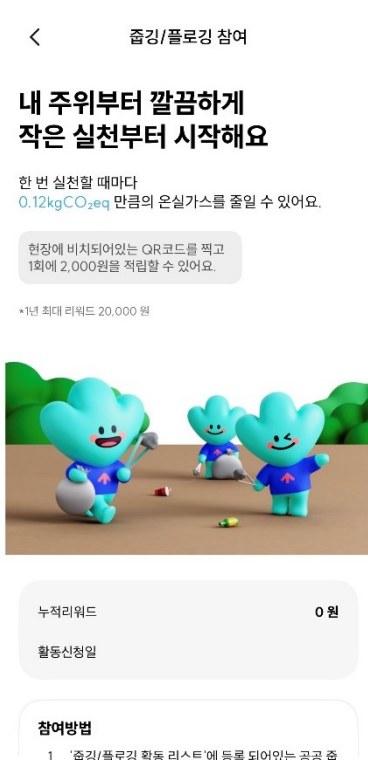 줍깅/플로깅 참여
내 주위부터 깔끔하게
작은 실천부터 시작해요
한 번 실천할 때마다
0.12kgCO₂eq 만큼의 온실가스를 줄일 수 있어요.
현장에 비치되어있는 QR코드를 찍고
1회에 2,000원을 적립할 수 있어요.
*1년 최대 리워드 20,000 원
누적리워드 0 원
활동신청일
참여방법
1 '줍깅/플로깅 활동 리스트'에 등록 되어있는 공공 줍